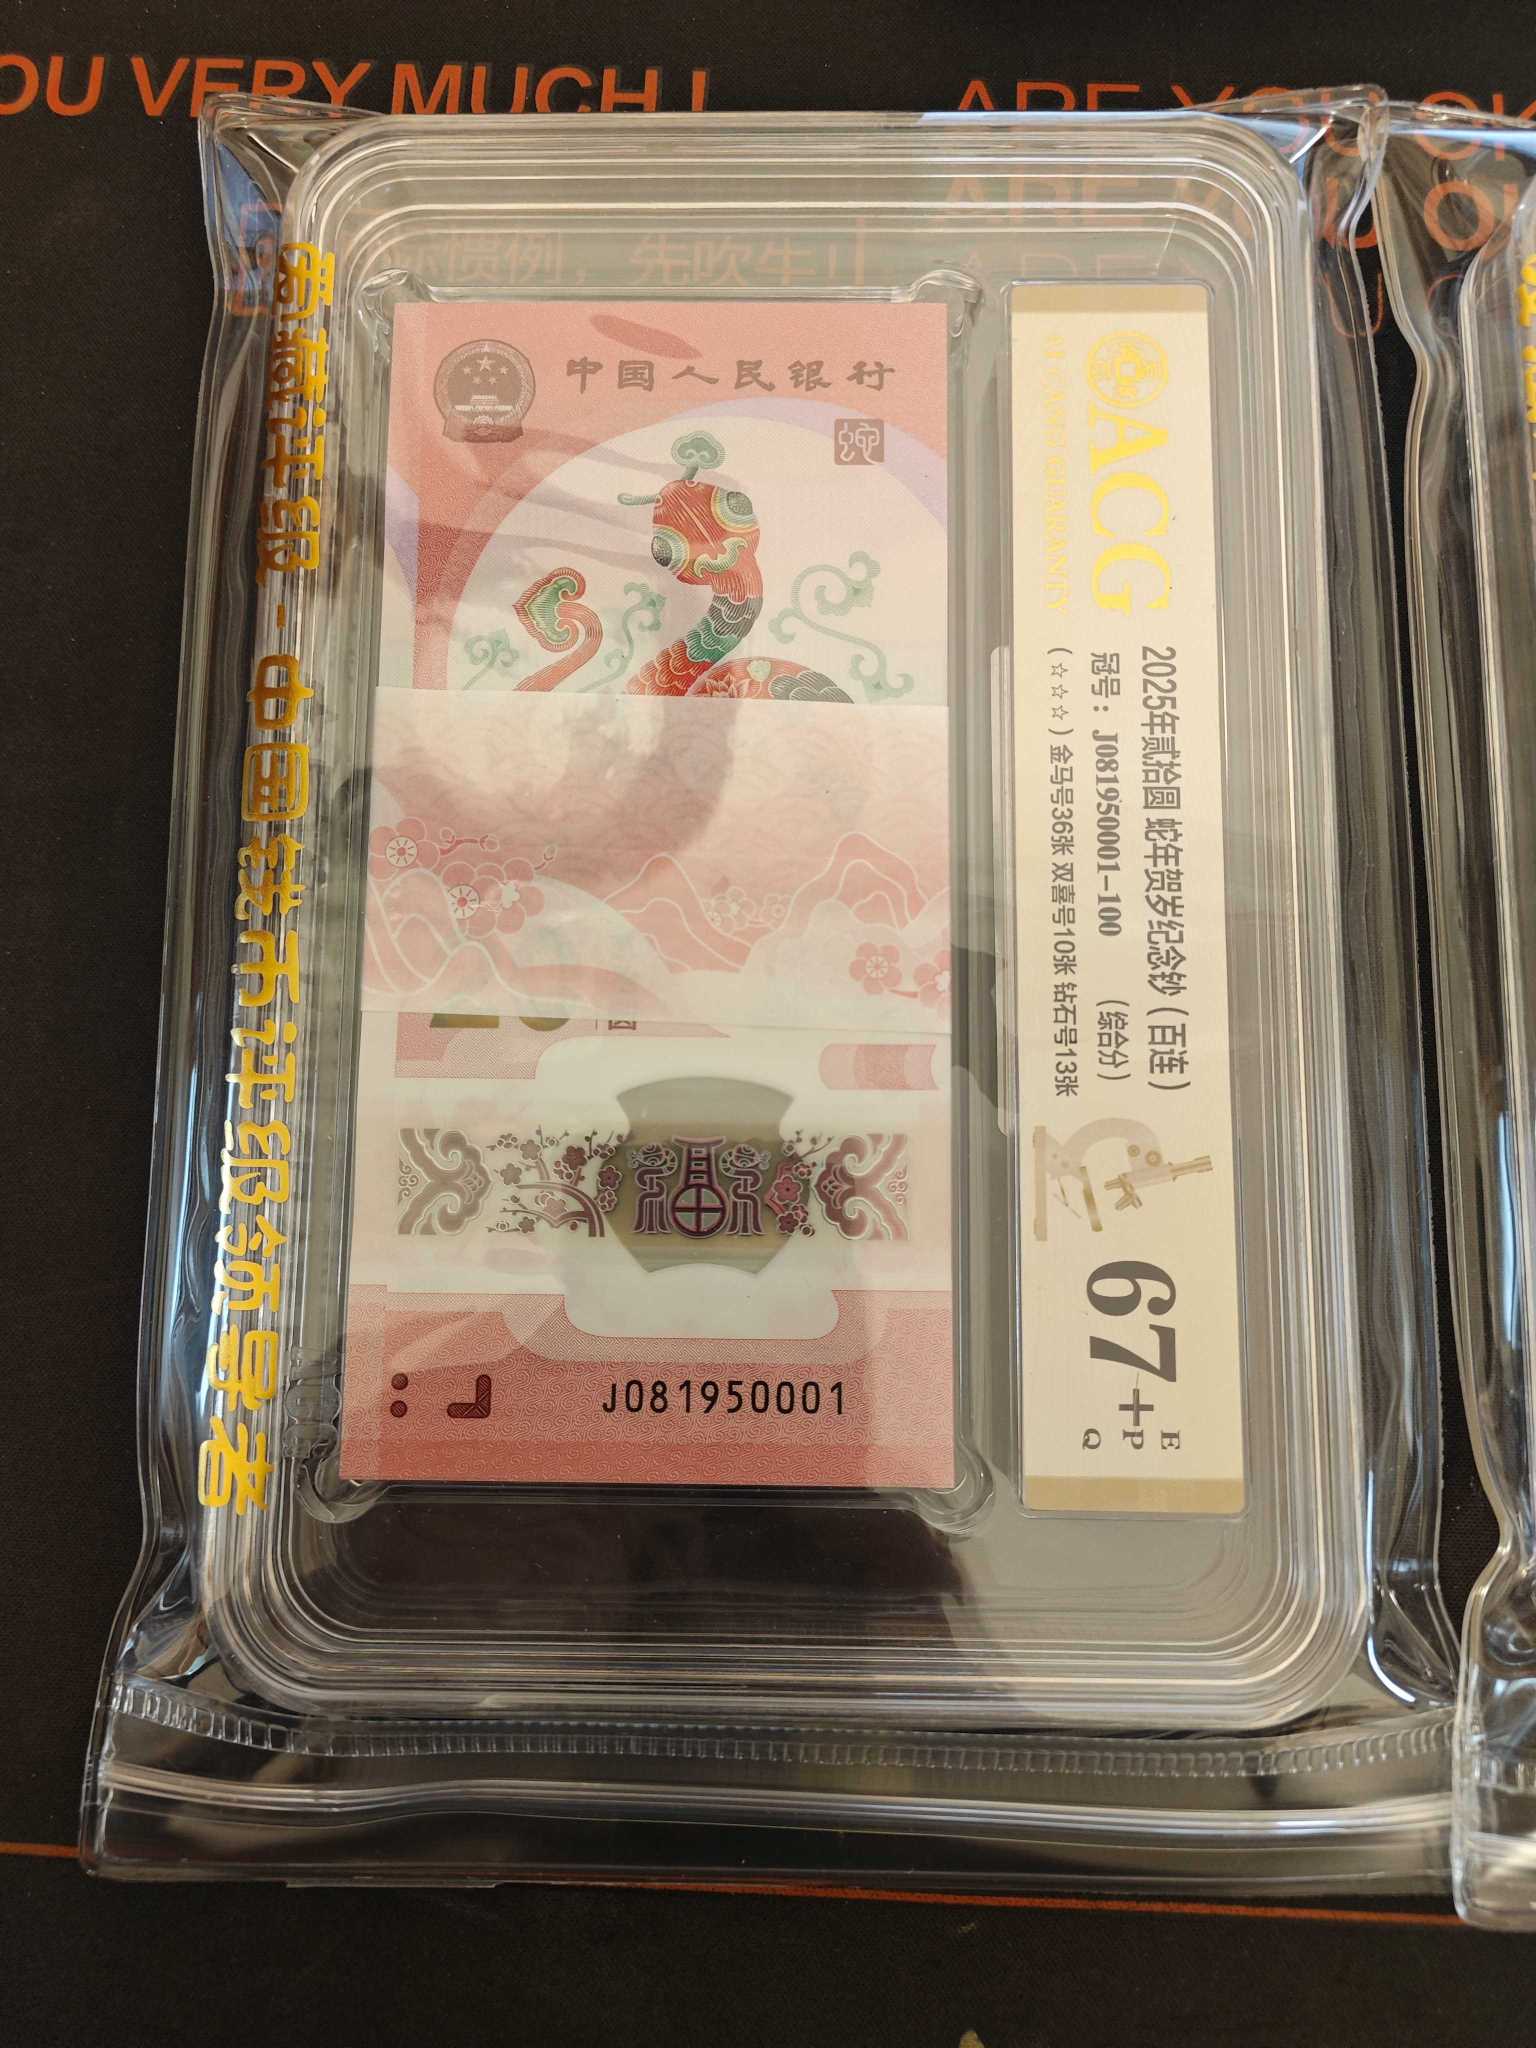 OU VERY MUCH !
ARE YOU OK
惯例，先吹牛
爱藏评级 - 中国钱币评级领导者
中国人民银行
蛇
福
J081950001
ACG
AI CANG GUARANTY
2025年贰拾圆 蛇年贺岁纪念钞（百连）
冠号：J081950001-100 （综合分）
（☆☆☆）金马号36张 双喜号10张 钻石号13张
67+
E
P
Q